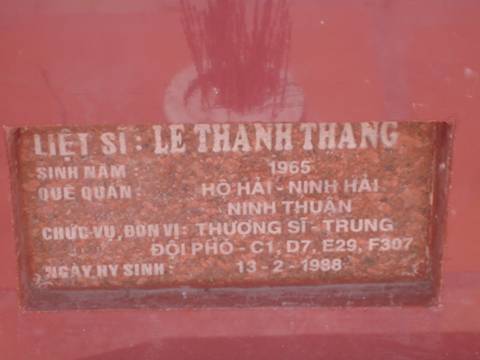 LIỆT SĨ : LE THANH THANG
SINH NĂM : 1965
QUÊ QUÁN : HỘ HẢI - NINH HẢI
NINH THUẬN
CHỨC VỤ, ĐƠN VỊ : THƯỢNG SĨ - TRUNG
ĐỘI PHÓ - C1, D7, E29, F307
NGÀY HY SINH : 13 - 2 - 1988